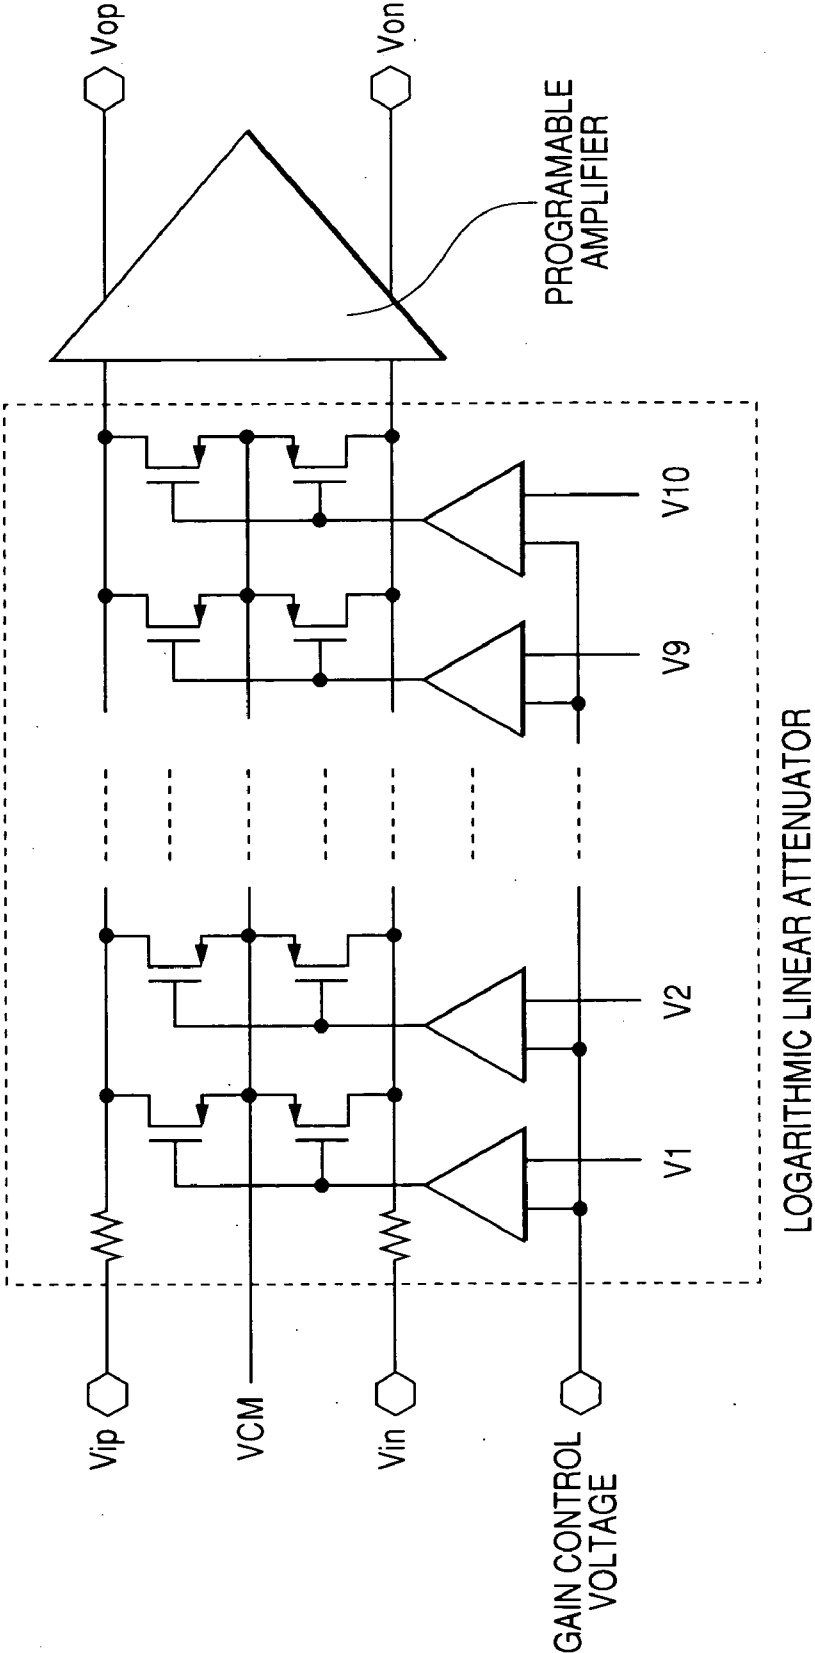 Vip
VCM
Vin
GAIN CONTROL
VOLTAGE
V1
V2
V9
V10
Vop
Von
PROGRAMABLE
AMPLIFIER
LOGARITHMIC LINEAR ATTENUATOR